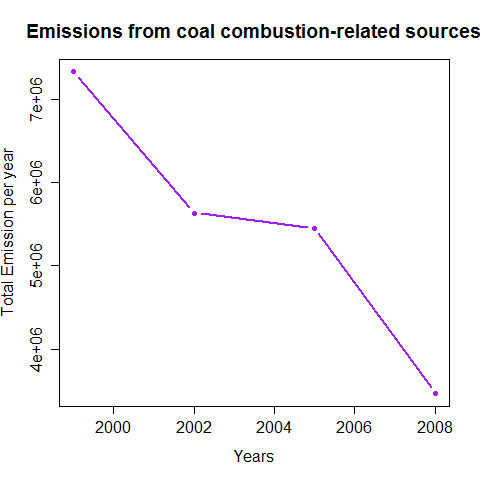 Emissions from coal combustion-related sources
Total Emission per year
7e+06
6e+06
5e+06
4e+06
2000 2002 2004 2006 2008
Years